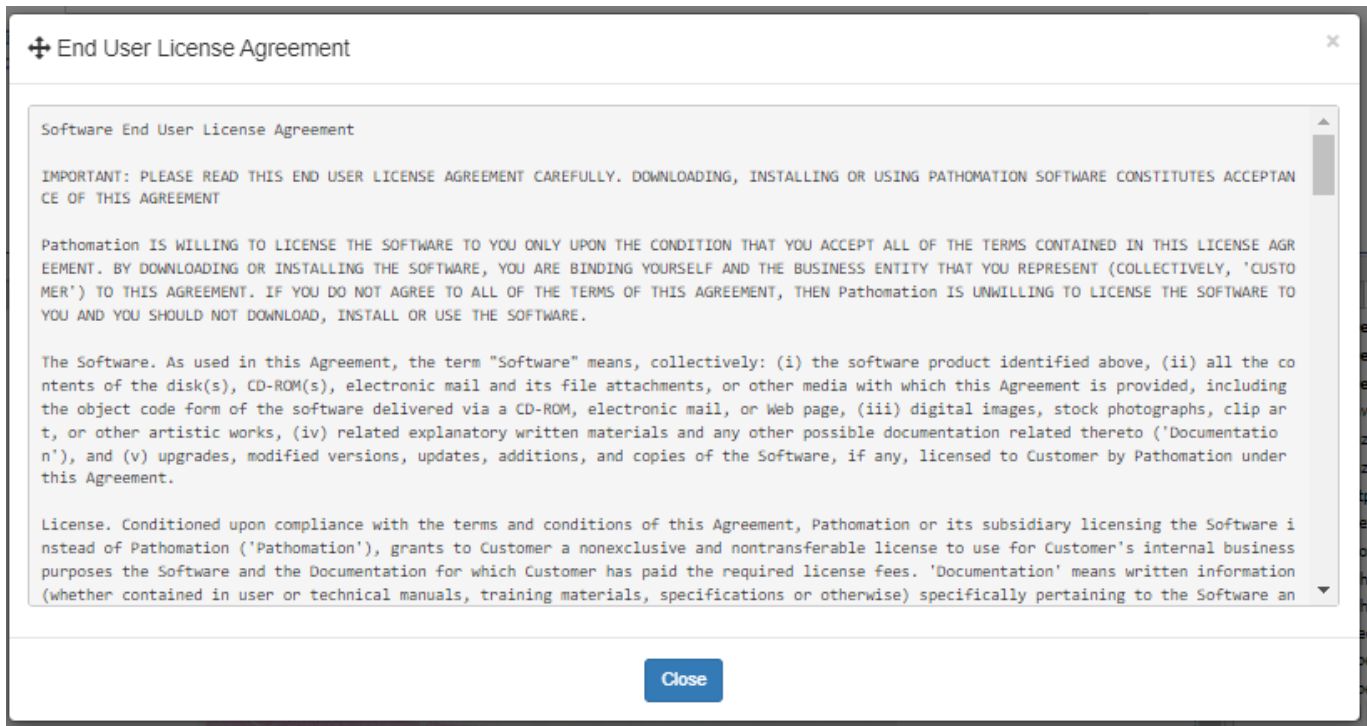 End User License Agreement
×
Software End User License Agreement
IMPORTANT: PLEASE READ THIS END USER LICENSE AGREEMENT CAREFULLY. DOWNLOADING, INSTALLING OR USING PATHOMATION SOFTWARE CONSTITUTES ACCEPTAN
CE OF THIS AGREEMENT
Pathomation IS WILLING TO LICENSE THE SOFTWARE TO YOU ONLY UPON THE CONDITION THAT YOU ACCEPT ALL OF THE TERMS CONTAINED IN THIS LICENSE AGR
EEMENT. BY DOWNLOADING OR INSTALLING THE SOFTWARE, YOU ARE BINDING YOURSELF AND THE BUSINESS ENTITY THAT YOU REPRESENT (COLLECTIVELY, 'CUSTO
MER') TO THIS AGREEMENT. IF YOU DO NOT AGREE TO ALL OF THE TERMS OF THIS AGREEMENT, THEN Pathomation IS UNWILLING TO LICENSE THE SOFTWARE TO
YOU AND YOU SHOULD NOT DOWNLOAD, INSTALL OR USE THE SOFTWARE.
The Software. As used in this Agreement, the term "Software" means, collectively: (i) the software product identified above, (ii) all the co
ntents of the disk(s), CD-ROM(s), electronic mail and its file attachments, or other media with which this Agreement is provided, including
the object code form of the software delivered via a CD-ROM, electronic mail, or Web page, (iii) digital images, stock photographs, clip ar
t, or other artistic works, (iv) related explanatory written materials and any other possible documentation related thereto ('Documentatio
n'), and (v) upgrades, modified versions, updates, additions, and copies of the Software, if any, licensed to Customer by Pathomation under
this Agreement.
License. Conditioned upon compliance with the terms and conditions of this Agreement, Pathomation or its subsidiary licensing the Software i
nstead of Pathomation ('Pathomation'), grants to Customer a nonexclusive and nontransferable license to use for Customer's internal business
purposes the Software and the Documentation for which Customer has paid the required license fees. 'Documentation' means written information
(whether contained in user or technical manuals, training materials, specifications or otherwise) specifically pertaining to the Software an
Close